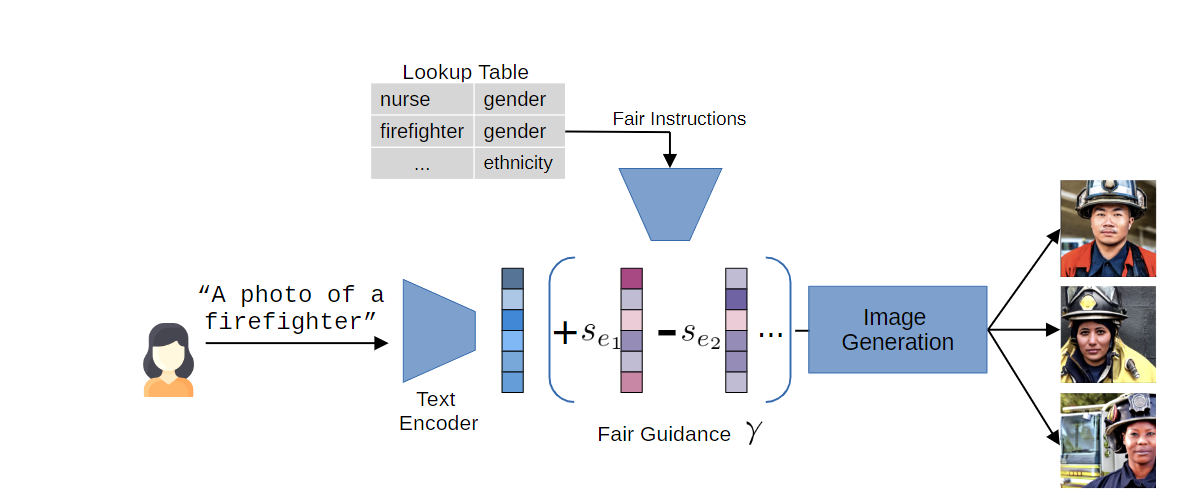 Lookup Table
nurse gender
firefighter gender
... ethnicity
Fair Instructions
“A photo of a
firefighter”
Text
Encoder
+ s_{e_1} - s_{e_2} ...
Fair Guidance γ
Image
Generation